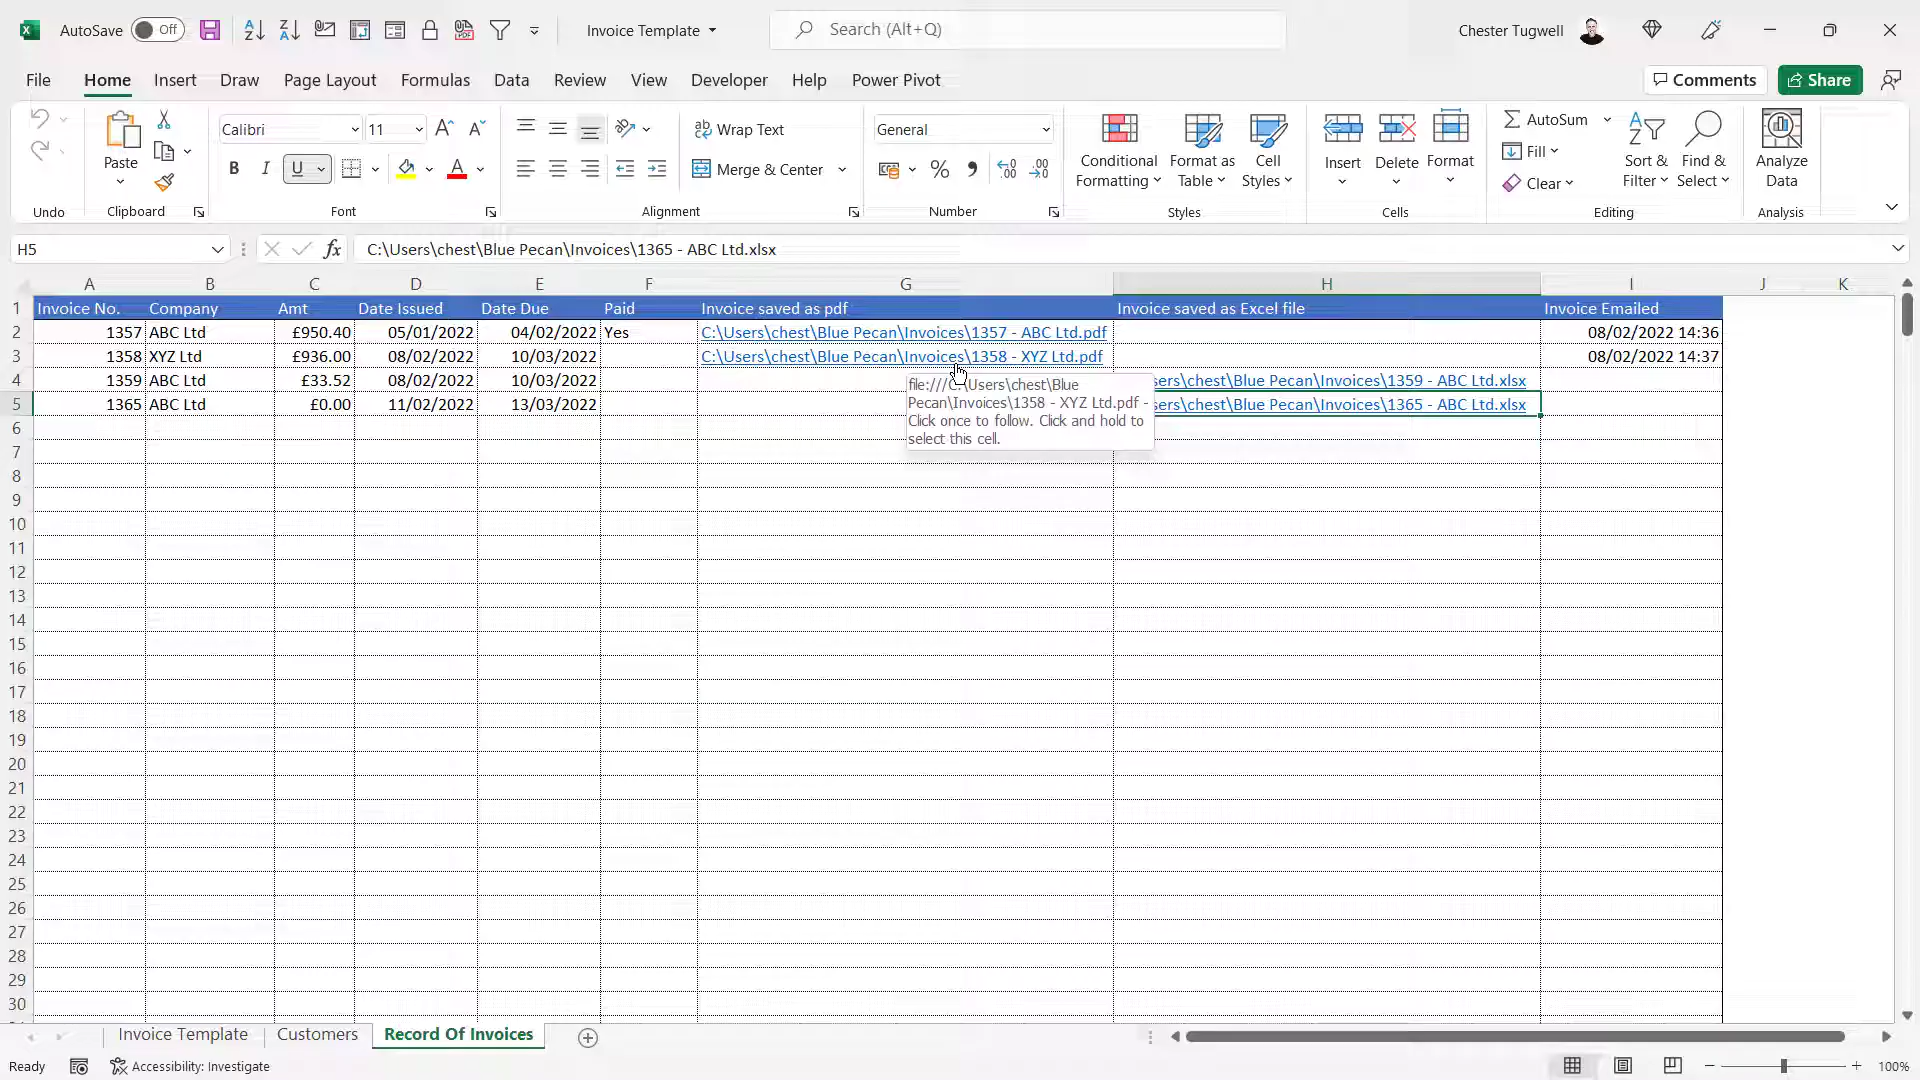 AutoSave Off Invoice Template Search (Alt+Q) Chester Tugwell
File Home Insert Draw Page Layout Formulas Data Review View Developer Help Power Pivot Comments Share
Paste
Calibri 11
Wrap Text
Merge & Center
General
Conditional Formatting
Format as Table
Cell Styles
Insert Delete Format
AutoSum
Fill
Clear
Sort & Filter
Find & Select
Analyze Data
Undo Clipboard Font Alignment Number Styles Cells Editing Analysis
H5 fx C:\Users\chest\Blue Pecan\Invoices\1365 - ABC Ltd.xlsx
A B C D E F G H I J K
1 Invoice No. Company Amt Date Issued Date Due Paid Invoice saved as pdf Invoice saved as Excel file Invoice Emailed
2 1357 ABC Ltd £950.40 05/01/2022 04/02/2022 Yes C:\Users\chest\Blue Pecan\Invoices\1357 - ABC Ltd.pdf 08/02/2022 14:36
3 1358 XYZ Ltd £936.00 08/02/2022 10/03/2022 C:\Users\chest\Blue Pecan\Invoices\1358 - XYZ Ltd.pdf 08/02/2022 14:37
4 1359 ABC Ltd £33.52 08/02/2022 10/03/2022 sers\chest\Blue Pecan\Invoices\1359 - ABC Ltd.xlsx
5 1365 ABC Ltd £0.00 11/02/2022 13/03/2022 sers\chest\Blue Pecan\Invoices\1365 - ABC Ltd.xlsx
file:///C:\Users\chest\Blue
Pecan\Invoices\1358 - XYZ Ltd.pdf -
Click once to follow. Click and hold to
select this cell.
6
7
8
9
10
11
12
13
14
15
16
17
18
19
20
21
22
23
24
25
26
27
28
29
30
Invoice Template Customers Record Of Invoices
Ready Accessibility: Investigate 100%